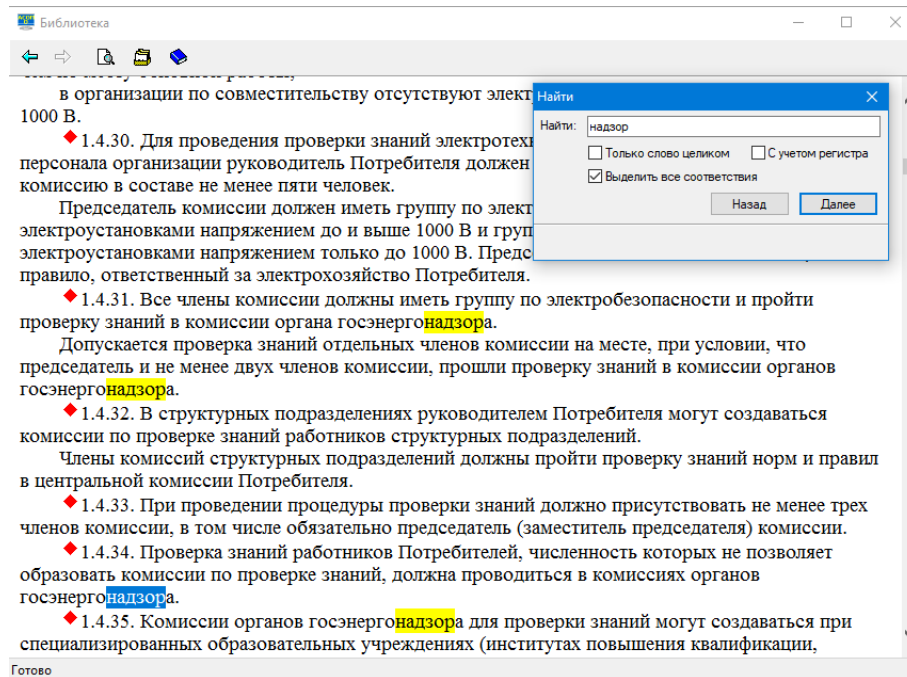 Библиотека
в организации по совместительству отсутствуют элект
1000 В.
1.4.30. Для проведения проверки знаний электротехн
персонала организации руководитель Потребителя должен
комиссию в составе не менее пяти человек.
Председатель комиссии должен иметь группу по элект
электроустановками напряжением до и выше 1000 В и груп
электроустановками напряжением только до 1000 В. Предс
правило, ответственный за электрохозяйство Потребителя.
1.4.31. Все члены комиссии должны иметь группу по электробезопасности и пройти
проверку знаний в комиссии органа госэнергонадзора.
Допускается проверка знаний отдельных членов комиссии на месте, при условии, что
председатель и не менее двух членов комиссии, прошли проверку знаний в комиссии органов
госэнергонадзора.
1.4.32. В структурных подразделениях руководителем Потребителя могут создаваться
комиссии по проверке знаний работников структурных подразделений.
Члены комиссий структурных подразделений должны пройти проверку знаний норм и правил
в центральной комиссии Потребителя.
1.4.33. При проведении процедуры проверки знаний должно присутствовать не менее трех
членов комиссии, в том числе обязательно председатель (заместитель председателя) комиссии.
1.4.34. Проверка знаний работников Потребителей, численность которых не позволяет
образовать комиссии по проверке знаний, должна проводиться в комиссиях органов
госэнергонадзора.
1.4.35. Комиссии органов госэнергонадзора для проверки знаний могут создаваться при
специализированных образовательных учреждениях (институтах повышения квалификации,
Найти
Найти: надзор
Только слово целиком С учетом регистра
Выделить все соответствия
Назад Далее
Готово